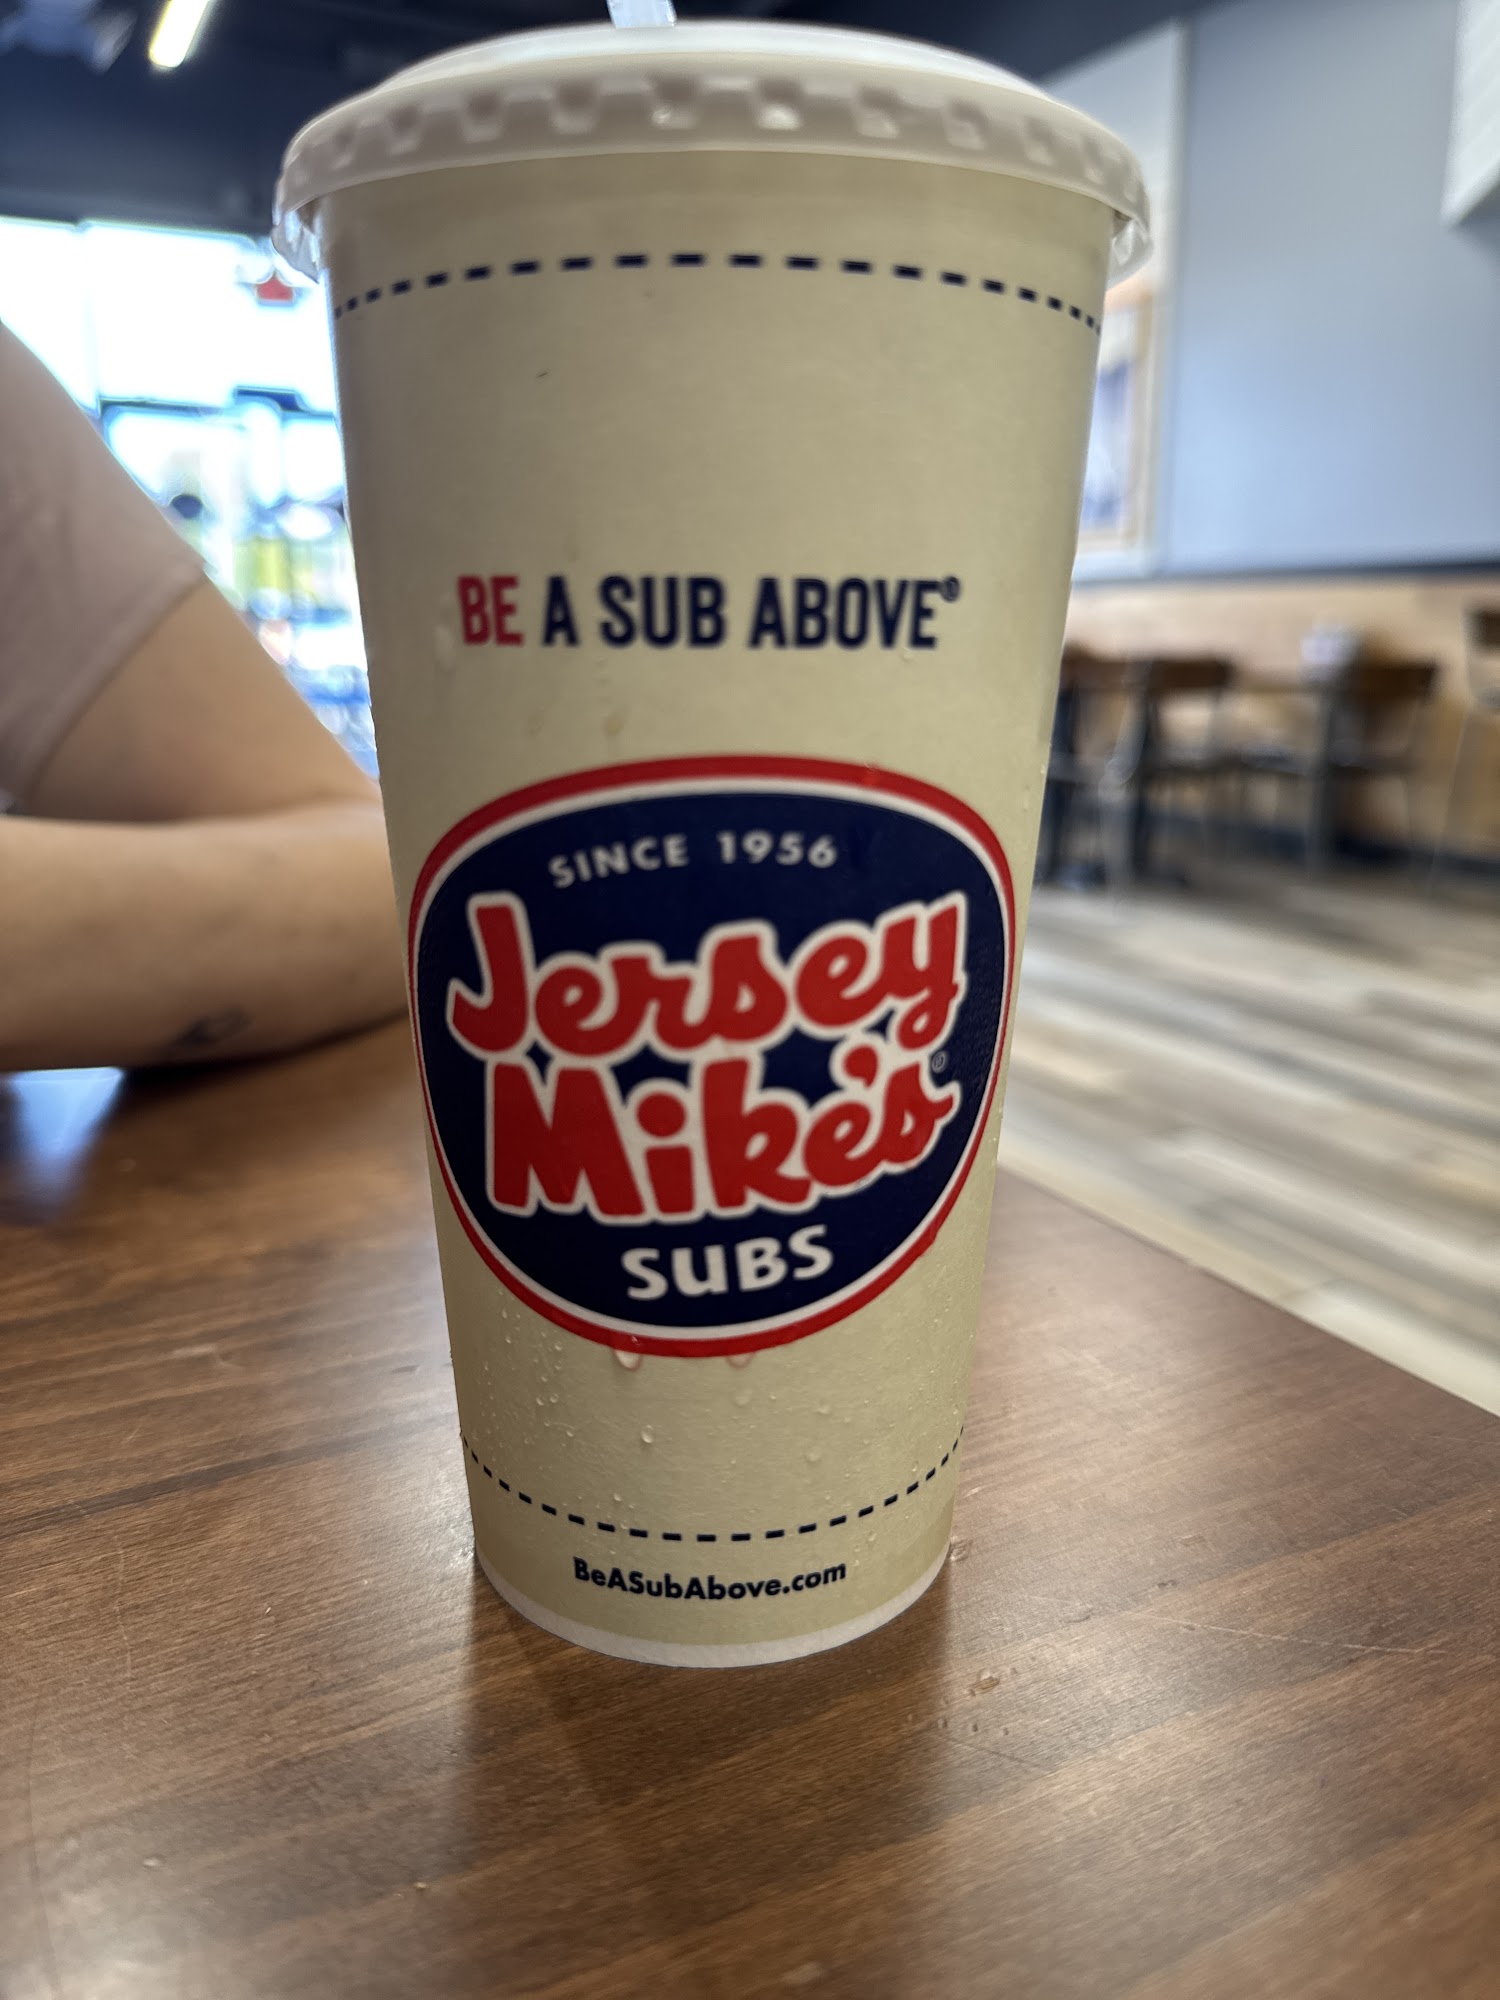 BE A SUB ABOVE®
SINCE 1956
Jersey
Mike's®
SUBS
BeASubAbove.com